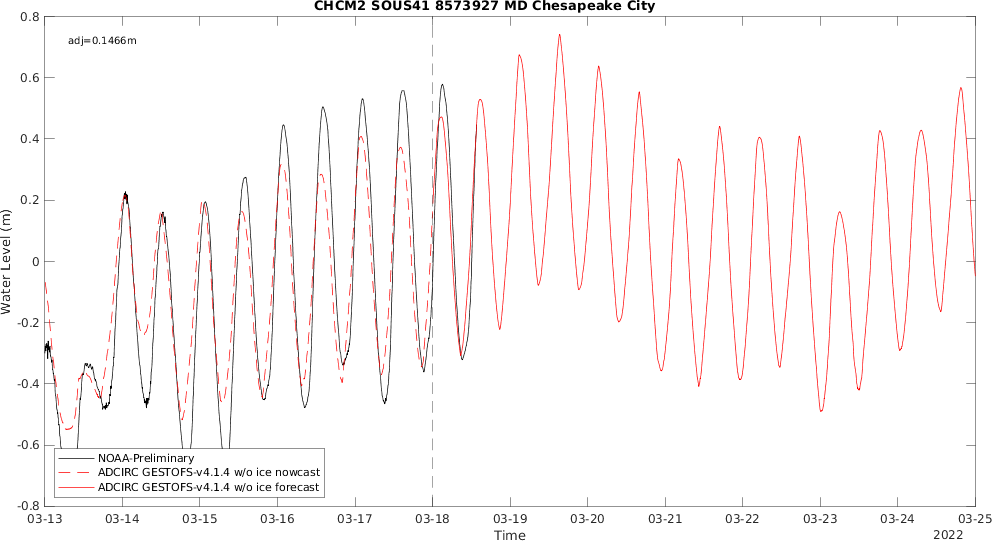 CHCM2 SOUS41 8573927 MD Chesapeake City
adj=0.1466m
0.8
0.6
0.4
0.2
0
-0.2
-0.4
-0.6
-0.8
Water Level (m)
NOAA-Preliminary
ADCIRC GESTOFS-v4.1.4 w/o ice nowcast
ADCIRC GESTOFS-v4.1.4 w/o ice forecast
03-13 03-14 03-15 03-16 03-17 03-18 03-19 03-20 03-21 03-22 03-23 03-24 03-25
Time
2022